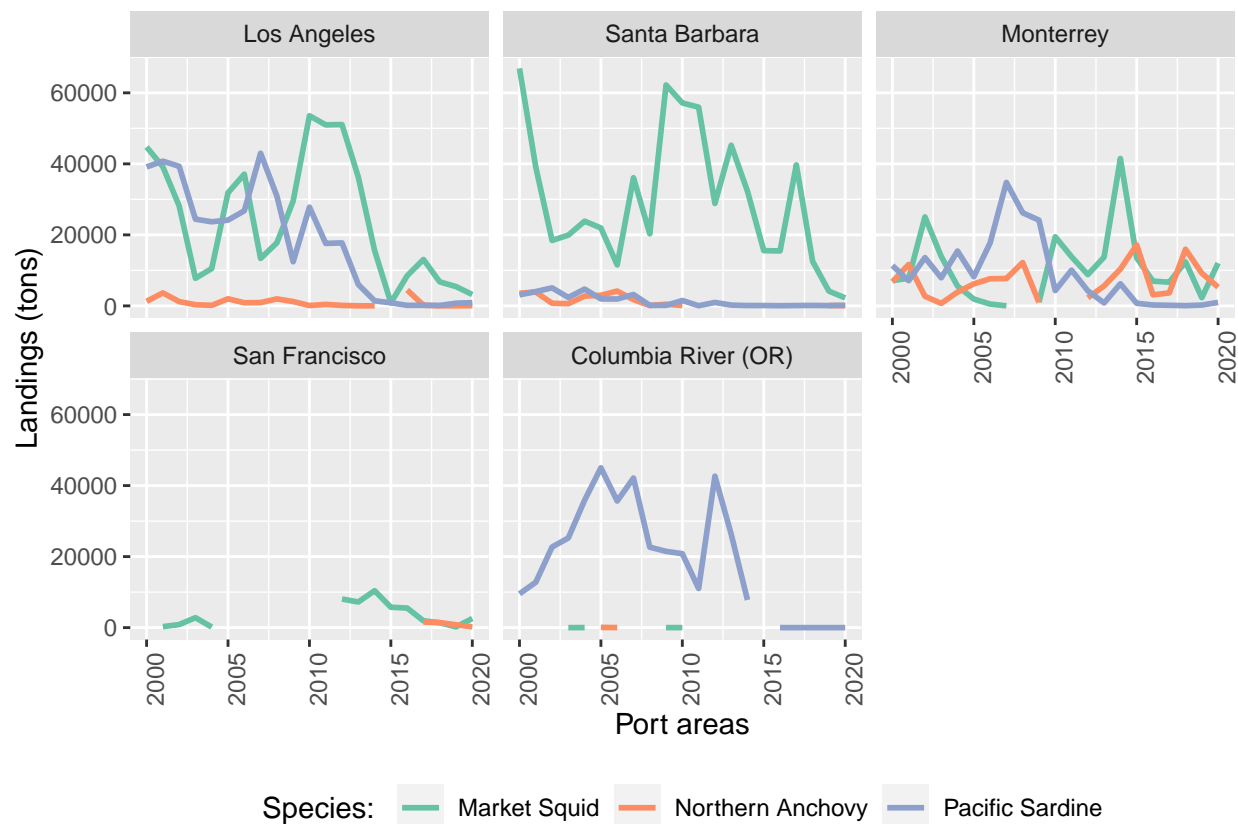 Los Angeles
Santa Barbara
Monterrey
60000
40000
20000
0
2000
2005
2010
2015
2020
San Francisco
Columbia River (OR)
60000
40000
20000
0
2000
2005
2010
2015
2020
2000
2005
2010
2015
2020
Landings (tons)
Port areas
Species: Market Squid Northern Anchovy Pacific Sardine